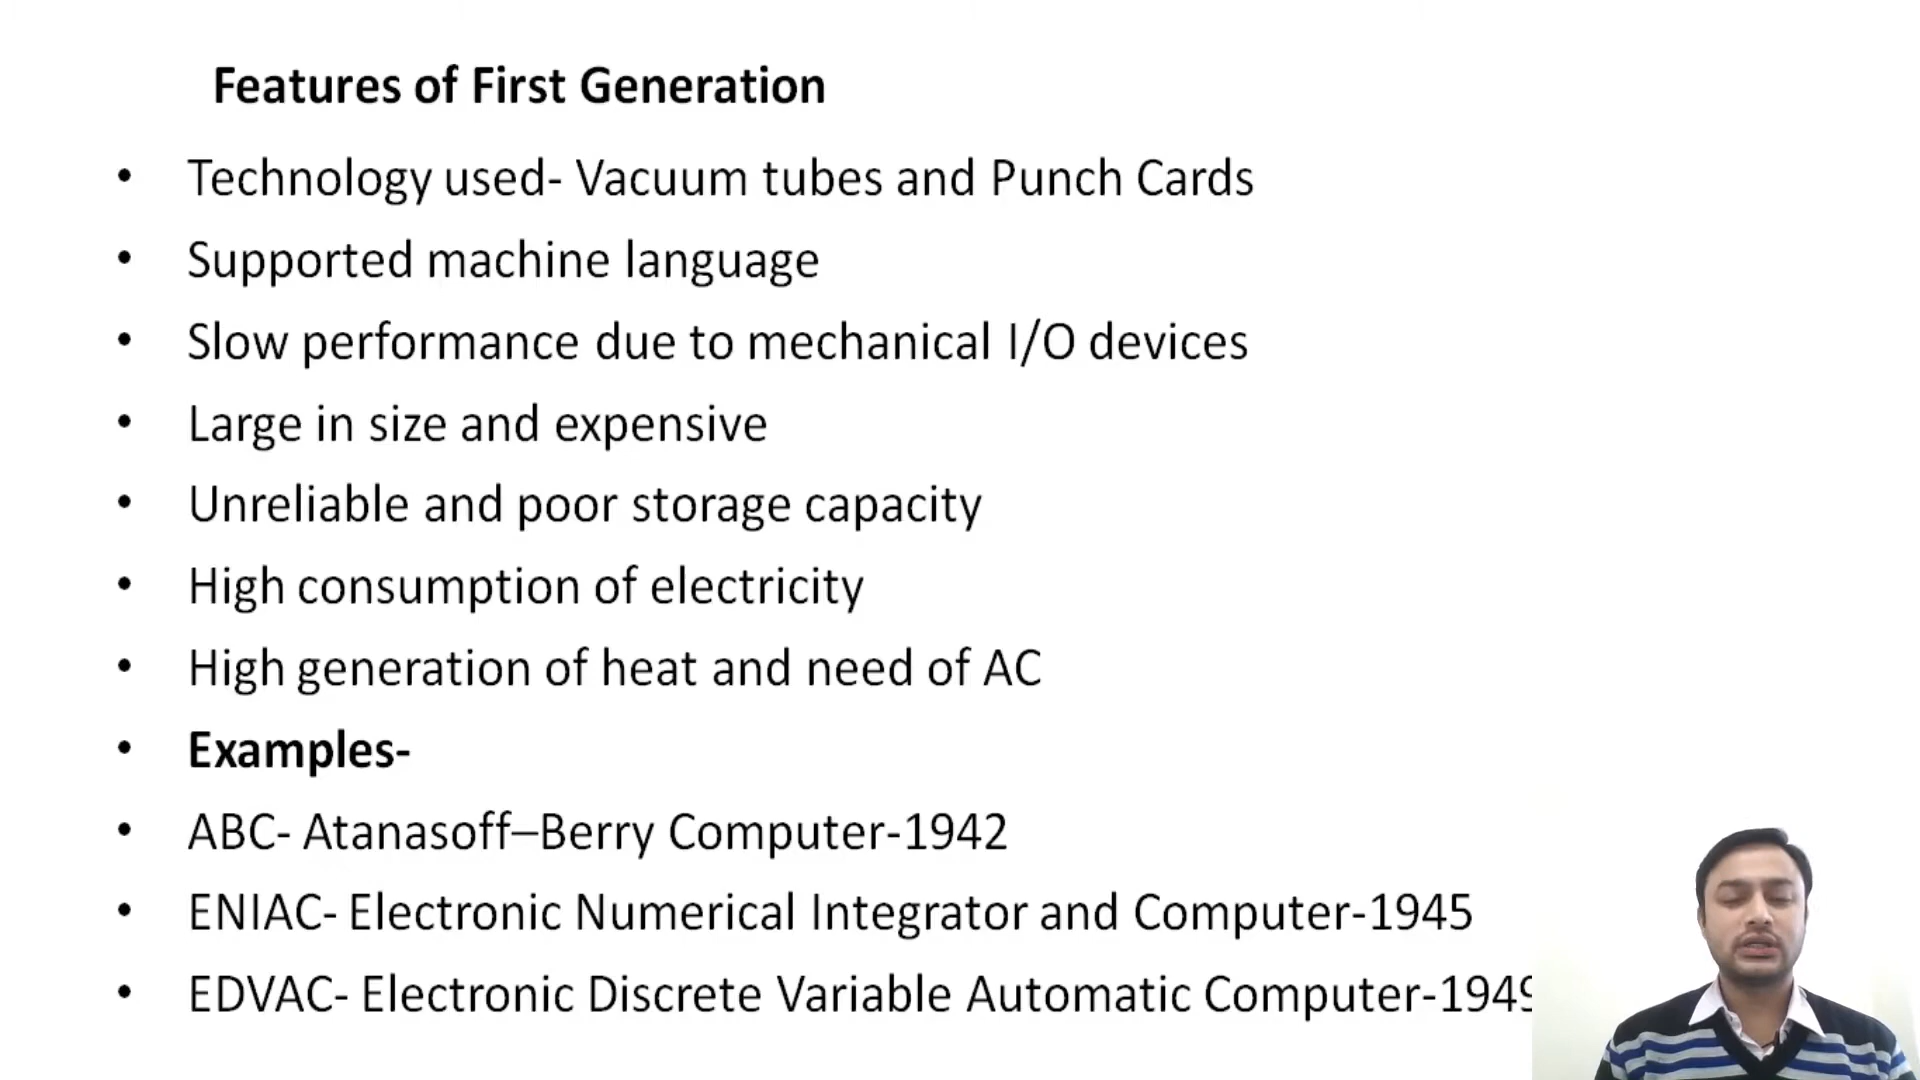 Features of First Generation
• Technology used- Vacuum tubes and Punch Cards
• Supported machine language
• Slow performance due to mechanical I/O devices
• Large in size and expensive
• Unreliable and poor storage capacity
• High consumption of electricity
• High generation of heat and need of AC
• Examples-
• ABC- Atanasoff–Berry Computer-1942
• ENIAC- Electronic Numerical Integrator and Computer-1945
• EDVAC- Electronic Discrete Variable Automatic Computer-1949